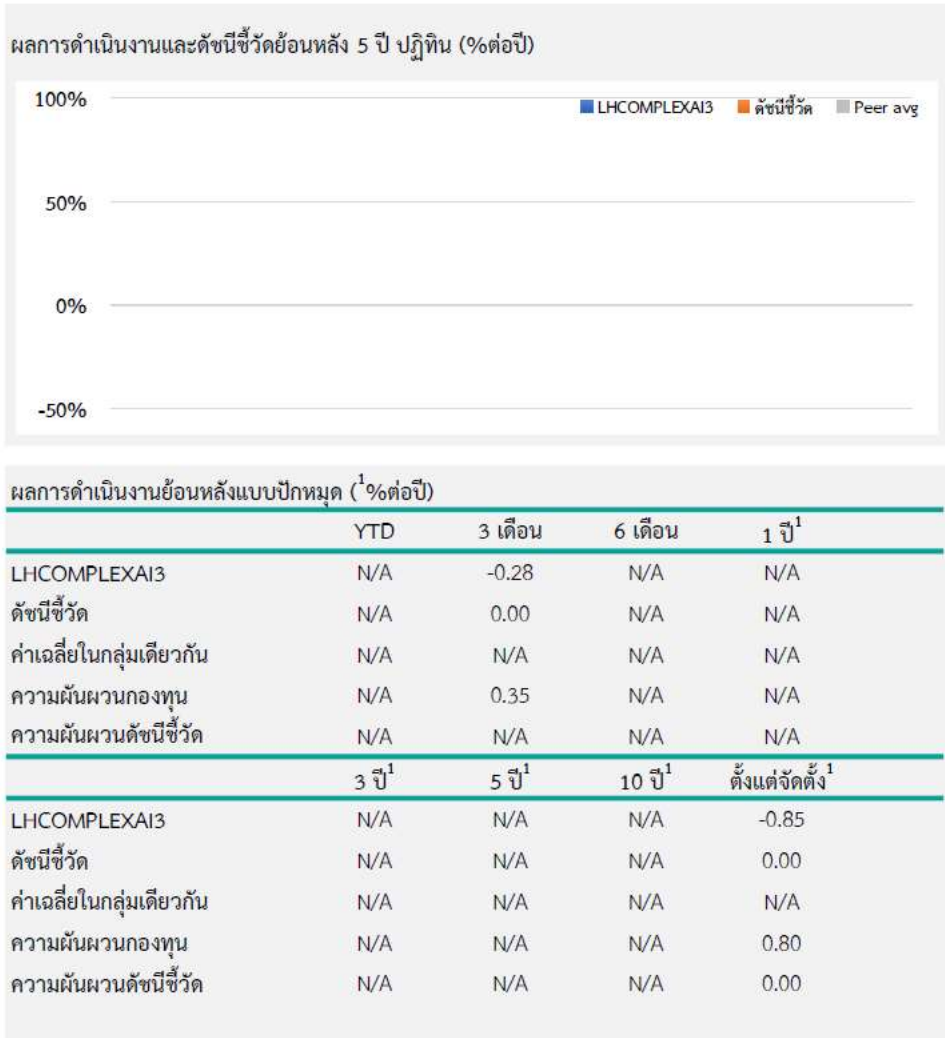 ผลการดำเนินงานและดัชนีชี้วัดย้อนหลัง 5 ปี ปฏิทิน (%ต่อปี)
100%
LHCOMPLEXAI3 ดัชนีชี้วัด Peer avg
50%
0%
-50%
ผลการดำเนินงานย้อนหลังแบบปักหมุด (1%ต่อปี)
YTD 3 เดือน 6 เดือน 1 ปี1
LHCOMPLEXAI3 N/A -0.28 N/A N/A
ดัชนีชี้วัด N/A 0.00 N/A N/A
ค่าเฉลี่ยในกลุ่มเดียวกัน N/A N/A N/A N/A
ความผันผวนกองทุน N/A 0.35 N/A N/A
ความผันผวนดัชนีชี้วัด N/A N/A N/A N/A
3 ปี1 5 ปี1 10 ปี1 ตั้งแต่จัดตั้ง1
LHCOMPLEXAI3 N/A N/A N/A -0.85
ดัชนีชี้วัด N/A N/A N/A 0.00
ค่าเฉลี่ยในกลุ่มเดียวกัน N/A N/A N/A N/A
ความผันผวนกองทุน N/A N/A N/A 0.80
ความผันผวนดัชนีชี้วัด N/A N/A N/A 0.00